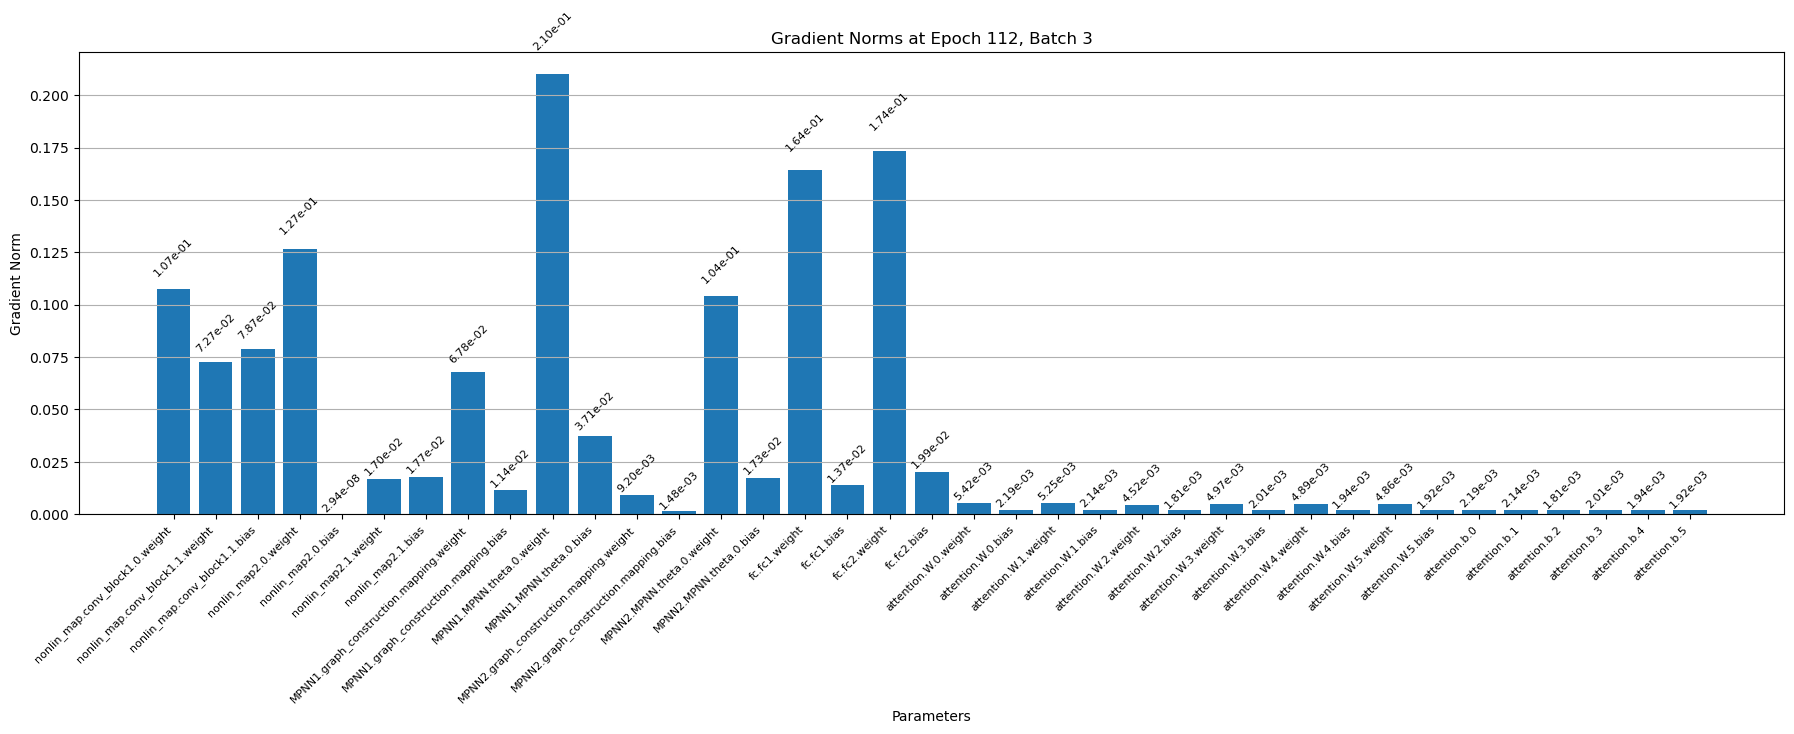 Gradient Norms at Epoch 112, Batch 3
Gradient Norm
0.200
0.175
0.150
0.125
0.100
0.075
0.050
0.025
0.000
1.07e-01
7.27e-02
7.87e-02
1.27e-01
2.94e-08
1.70e-02
1.77e-02
6.78e-02
1.14e-02
2.10e-01
3.71e-02
9.20e-03
1.48e-03
1.04e-01
1.73e-02
1.64e-01
1.37e-02
1.74e-01
1.99e-02
5.42e-03
2.19e-03
5.25e-03
2.14e-03
4.52e-03
1.81e-03
4.97e-03
2.01e-03
4.89e-03
1.94e-03
4.86e-03
1.92e-03
2.19e-03
2.14e-03
1.81e-03
2.01e-03
1.94e-03
1.92e-03
nonlin_map.conv_block1.0.weight
nonlin_map.conv_block1.1.weight
nonlin_map.conv_block1.1.bias
nonlin_map2.0.weight
nonlin_map2.0.bias
nonlin_map2.1.weight
nonlin_map2.1.bias
MPNN1.graph_construction.mapping.weight
MPNN1.graph_construction.mapping.bias
MPNN1.MPNN.theta.0.weight
MPNN1.MPNN.theta.0.bias
MPNN2.graph_construction.mapping.weight
MPNN2.graph_construction.mapping.bias
MPNN2.MPNN.theta.0.weight
MPNN2.MPNN.theta.0.bias
fc.fc1.weight
fc.fc1.bias
fc.fc2.weight
fc.fc2.bias
attention.W.0.weight
attention.W.0.bias
attention.W.1.weight
attention.W.1.bias
attention.W.2.weight
attention.W.2.bias
attention.W.3.weight
attention.W.3.bias
attention.W.4.weight
attention.W.4.bias
attention.W.5.weight
attention.W.5.bias
attention.b.0
attention.b.1
attention.b.2
attention.b.3
attention.b.4
attention.b.5
Parameters